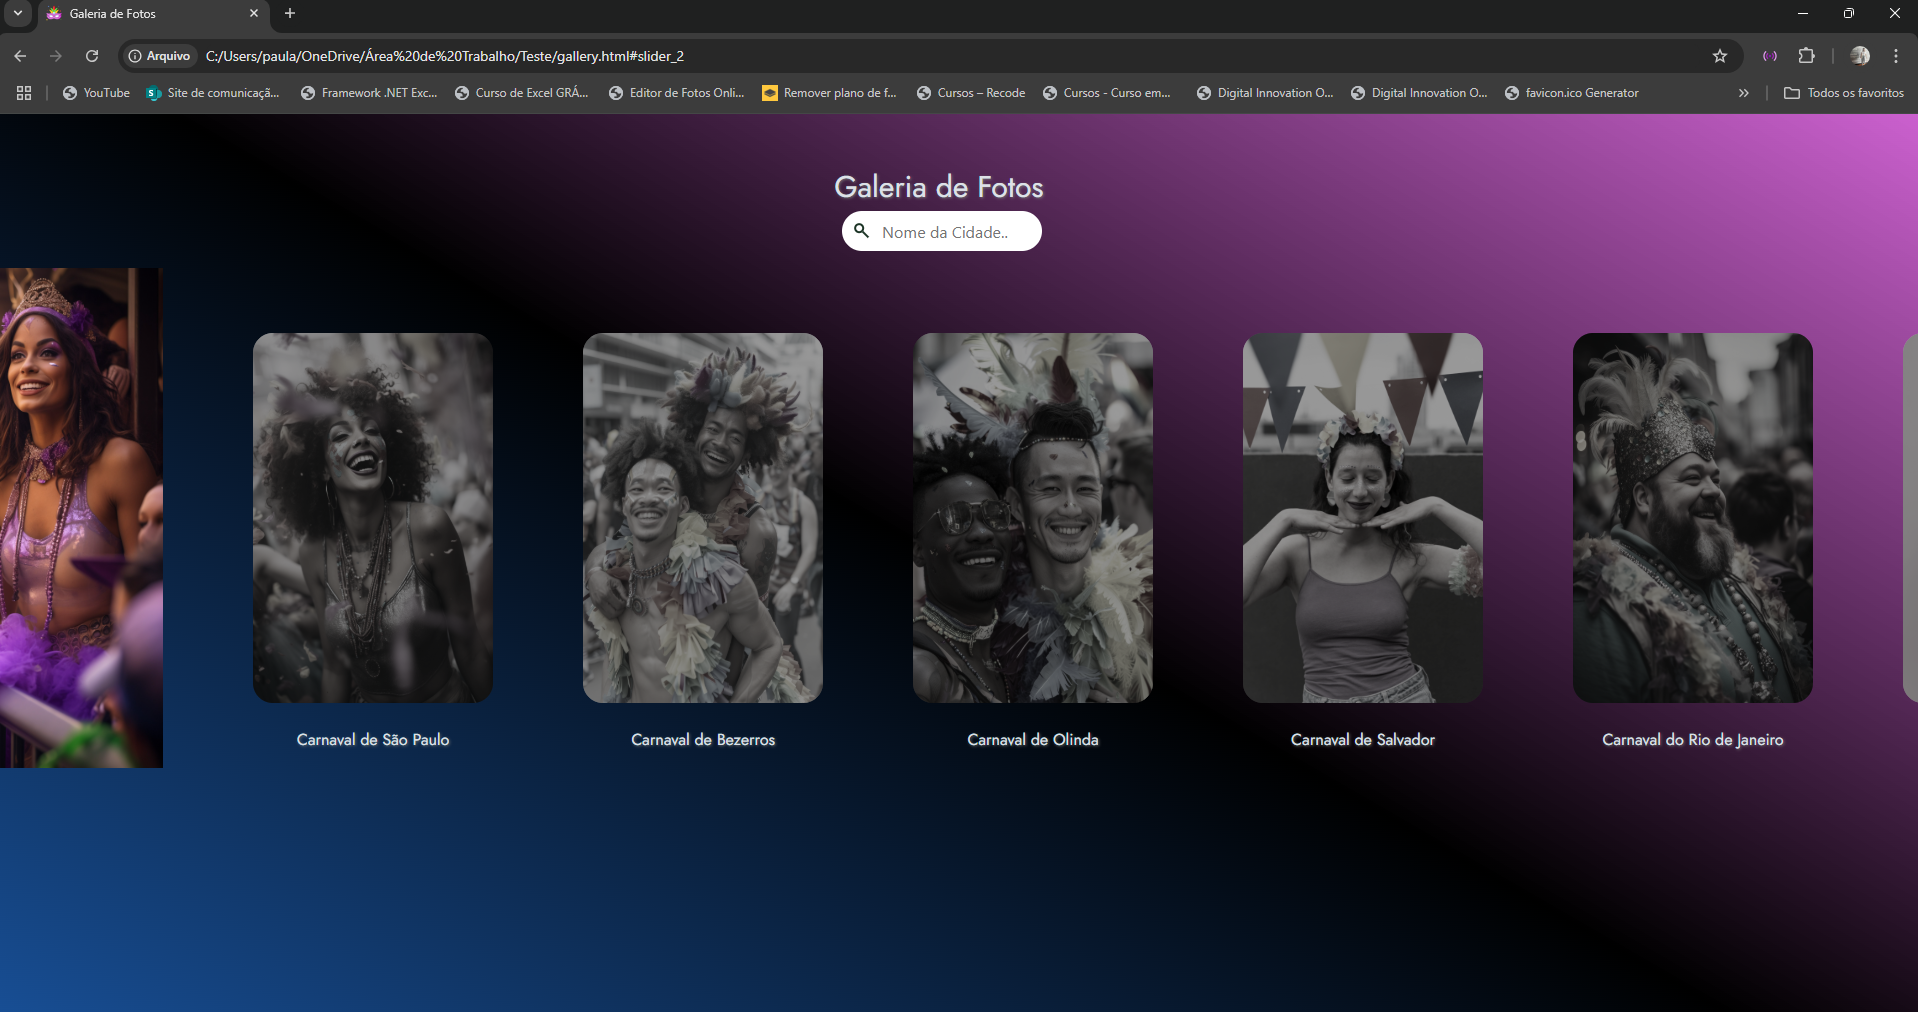 Galeria de Fotos
Arquivo C:/Users/paula/OneDrive/Área%20de%20Trabalho/Teste/gallery.html#slider_2
YouTube Site de comunicaçã... Framework .NET Exc... Curso de Excel GRÁ... Editor de Fotos Onli... Remover plano de f... Cursos – Recode Cursos - Curso em... Digital Innovation O... Digital Innovation O... favicon.ico Generator » Todos os favoritos
Galeria de Fotos
Nome da Cidade..
Carnaval de São Paulo Carnaval de Bezerros Carnaval de Olinda Carnaval de Salvador Carnaval do Rio de Janeiro